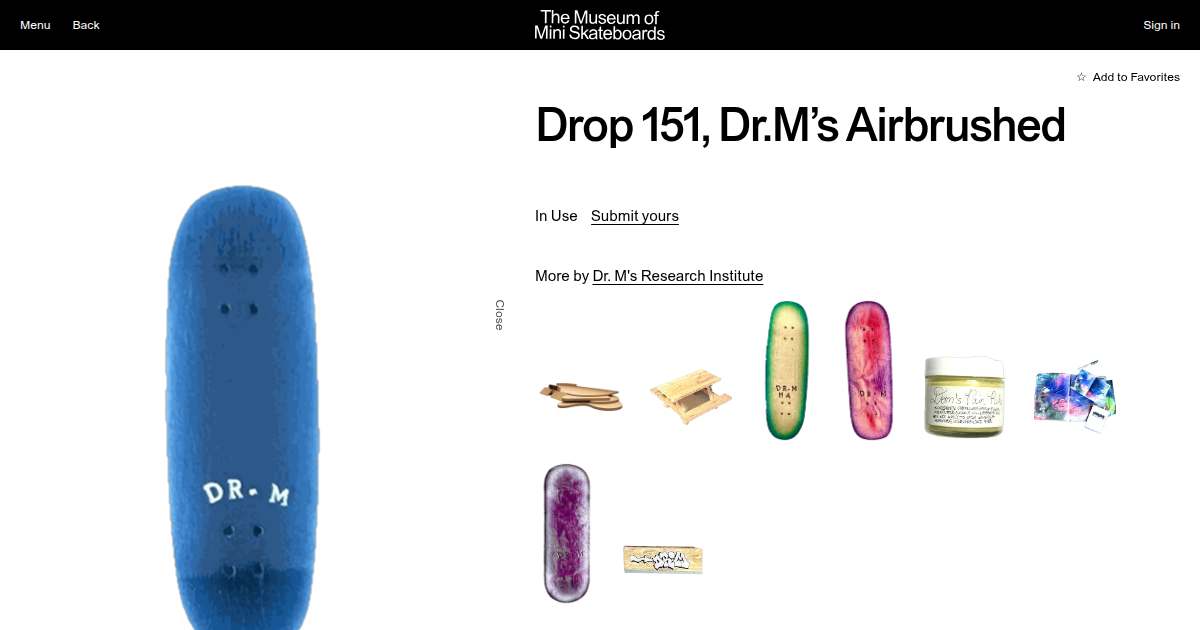 Menu
Back
The Museum of
Mini Skateboards
Sign in
☆ Add to Favorites
Drop 151, Dr.M’s Airbrushed
In Use
Submit yours
More by Dr. M's Research Institute
Close
DR. M
DR.M
DR M